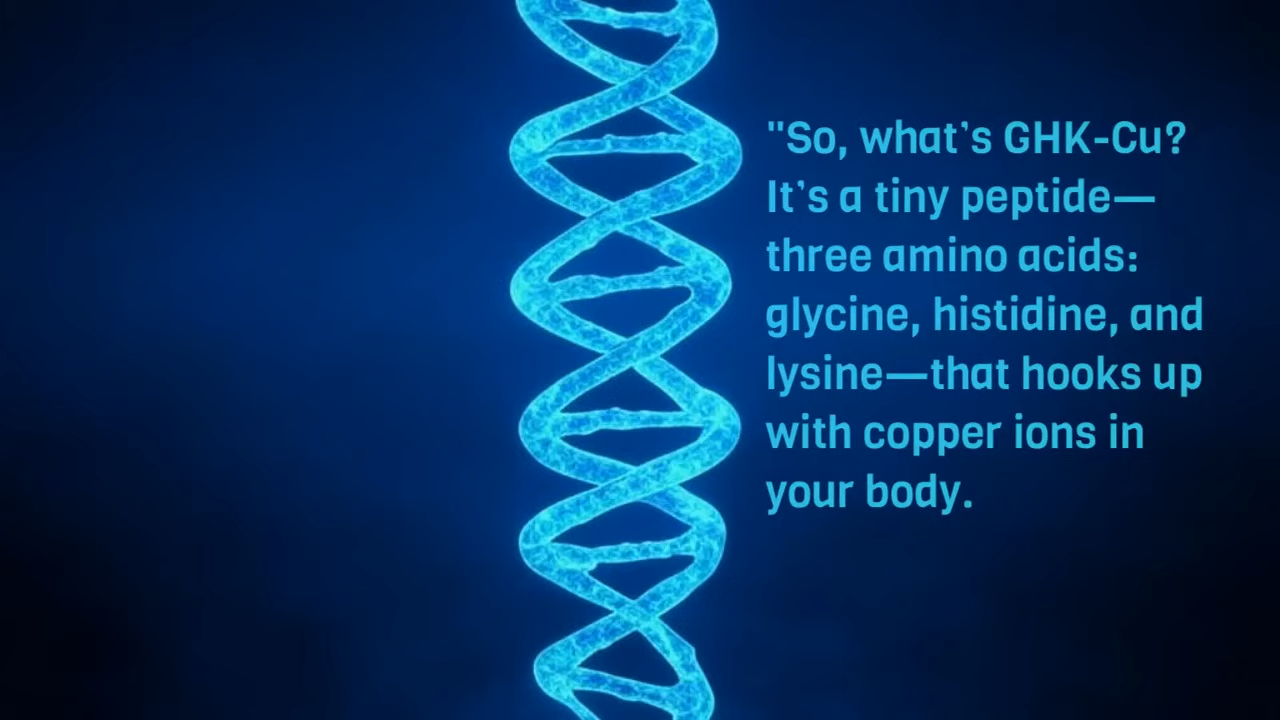 "So, what’s GHK-Cu?
It’s a tiny peptide—
three amino acids:
glycine, histidine, and
lysine—that hooks up
with copper ions in
your body.